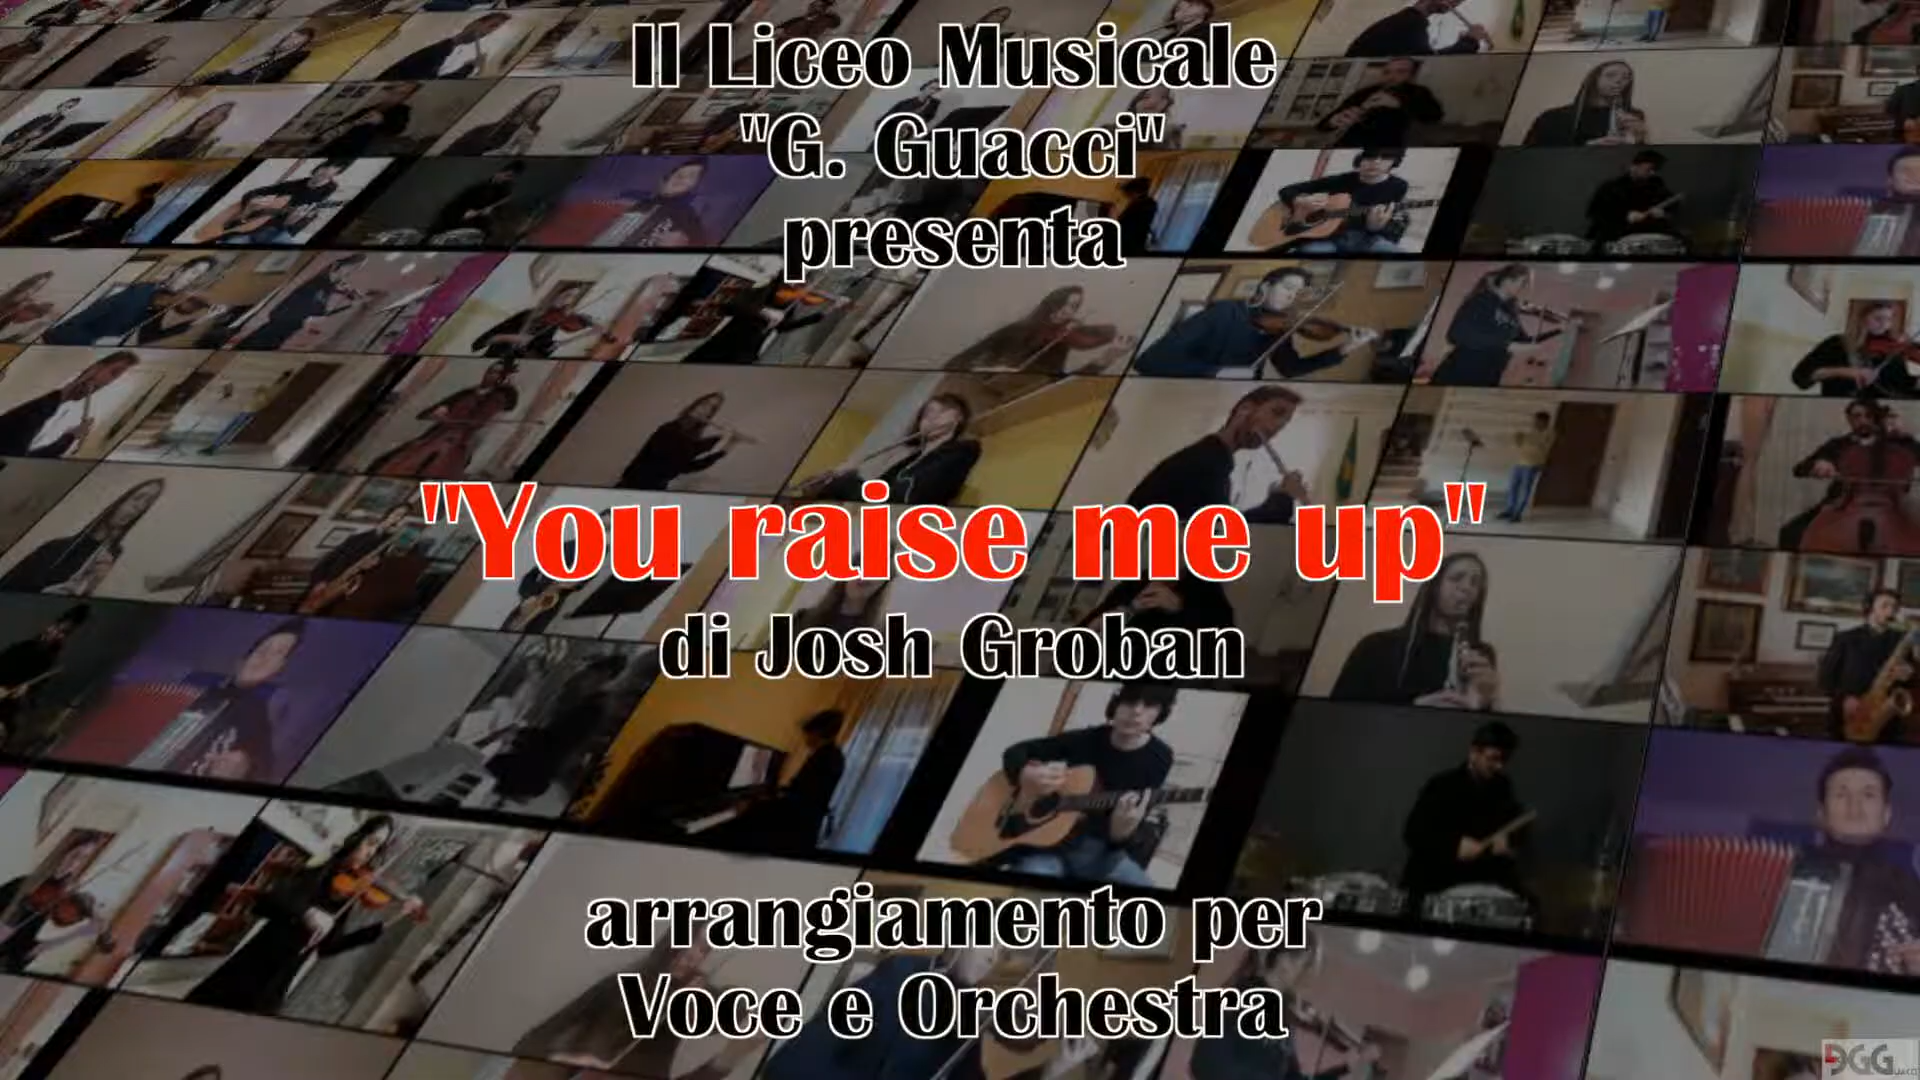 Il Liceo Musicale
"G. Guacci"
presenta
"You raise me up"
di Josh Groban
arrangiamento per
Voce e Orchestra